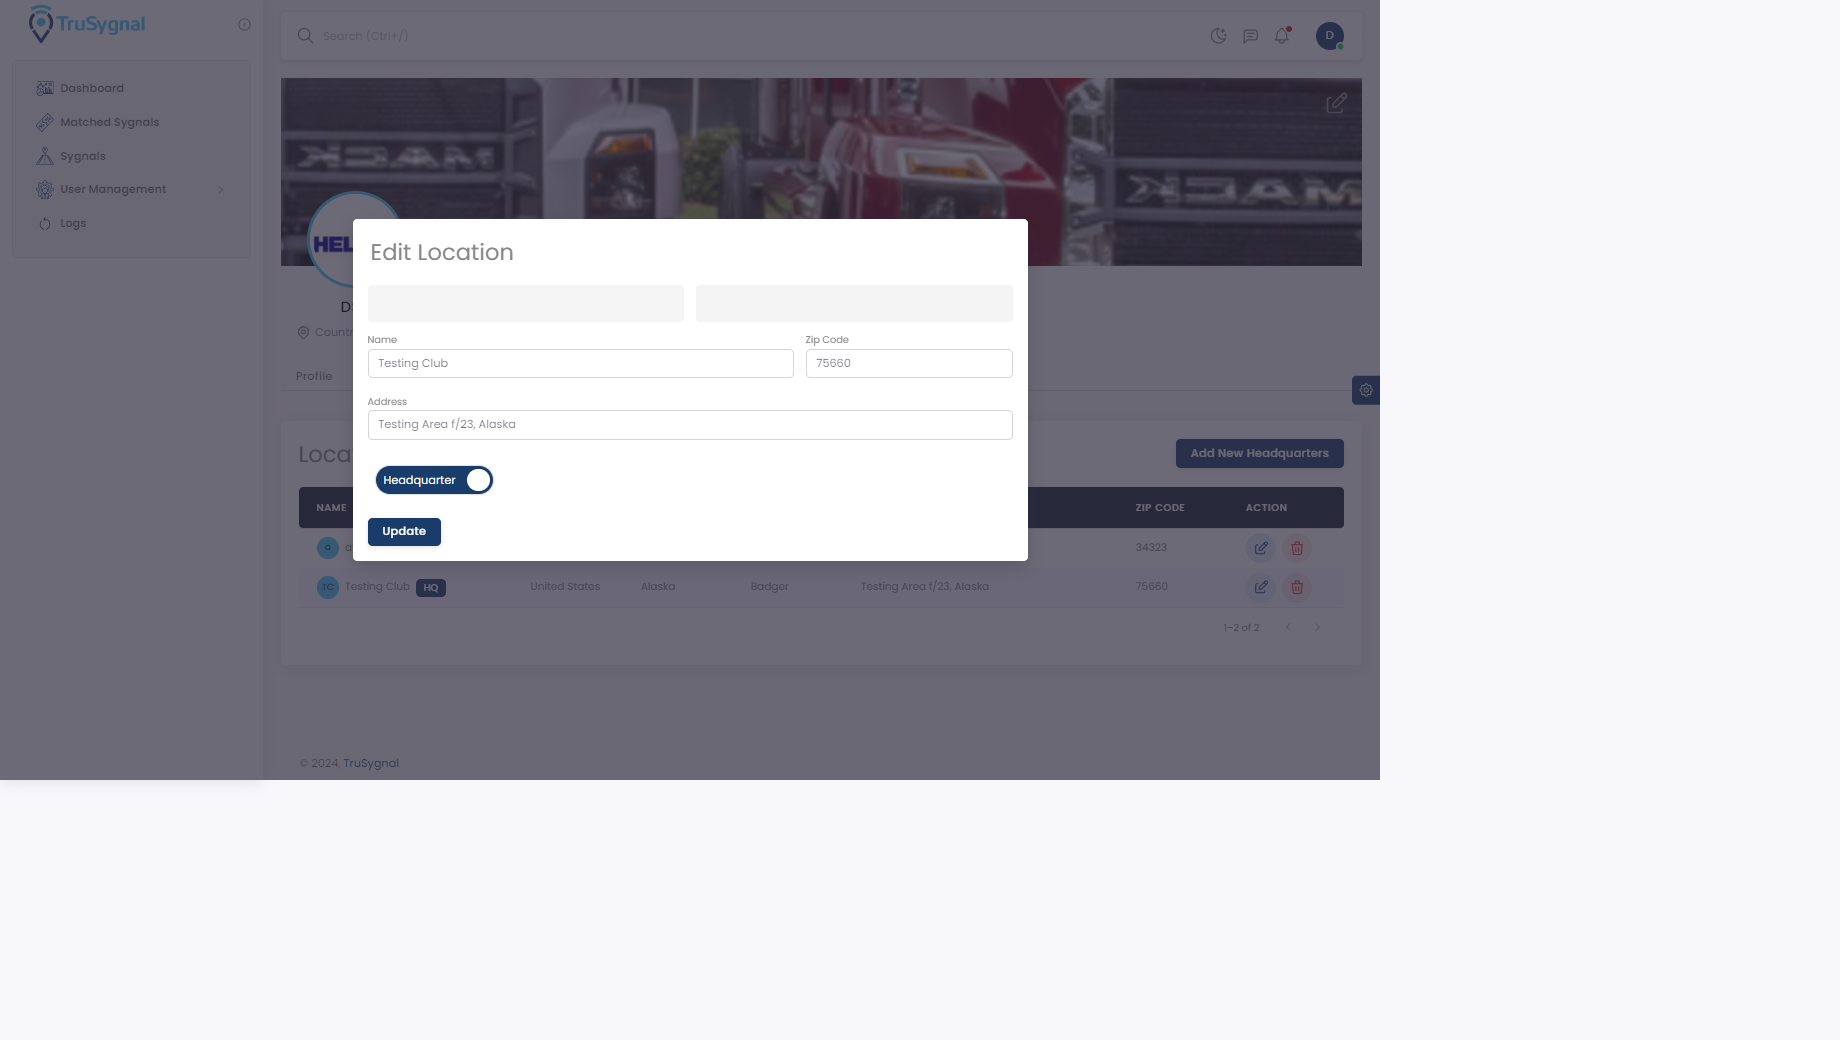 TruSygnal
Search (Ctrl+/)
D
Dashboard
Matched Sygnals
Sygnals
User Management
Logs
MACK
MACK
HEL
Edit Location
Name
Testing Club
Zip Code
75660
Address
Testing Area f/23, Alaska
Headquarter
Update
Profile
Add New Headquarters
NAME
ZIP CODE
ACTION
34323
TC
Testing Club
HQ
United States
Alaska
Badger
Testing Area f/23, Alaska
75660
1–2 of 2
© 2024, TruSygnal